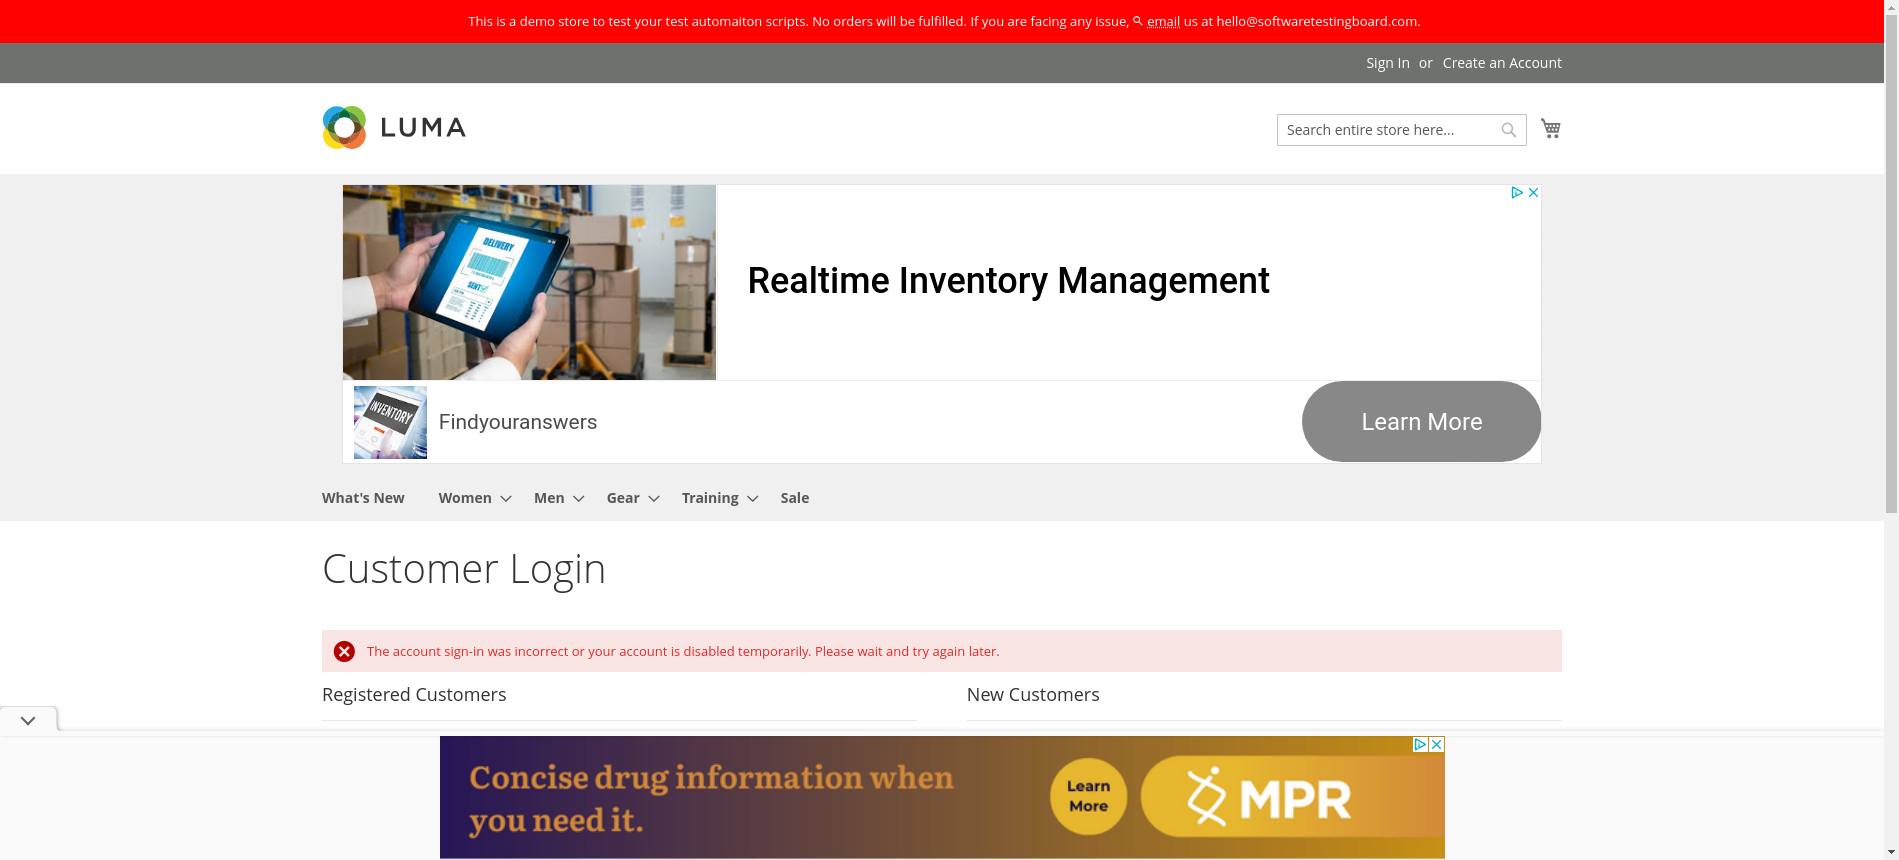 This is a demo store to test your test automaiton scripts. No orders will be fulfilled. If you are facing any issue, email us at hello@softwaretestingboard.com.
Sign In or Create an Account
LUMA
Search entire store here...
DELIVERY
SENT
Realtime Inventory Management
INVENTORY
Findyouranswers
Learn More
What's New Women Men Gear Training Sale
Customer Login
The account sign-in was incorrect or your account is disabled temporarily. Please wait and try again later.
Registered Customers
New Customers
Concise drug information when
you need it.
Learn
More
MPR